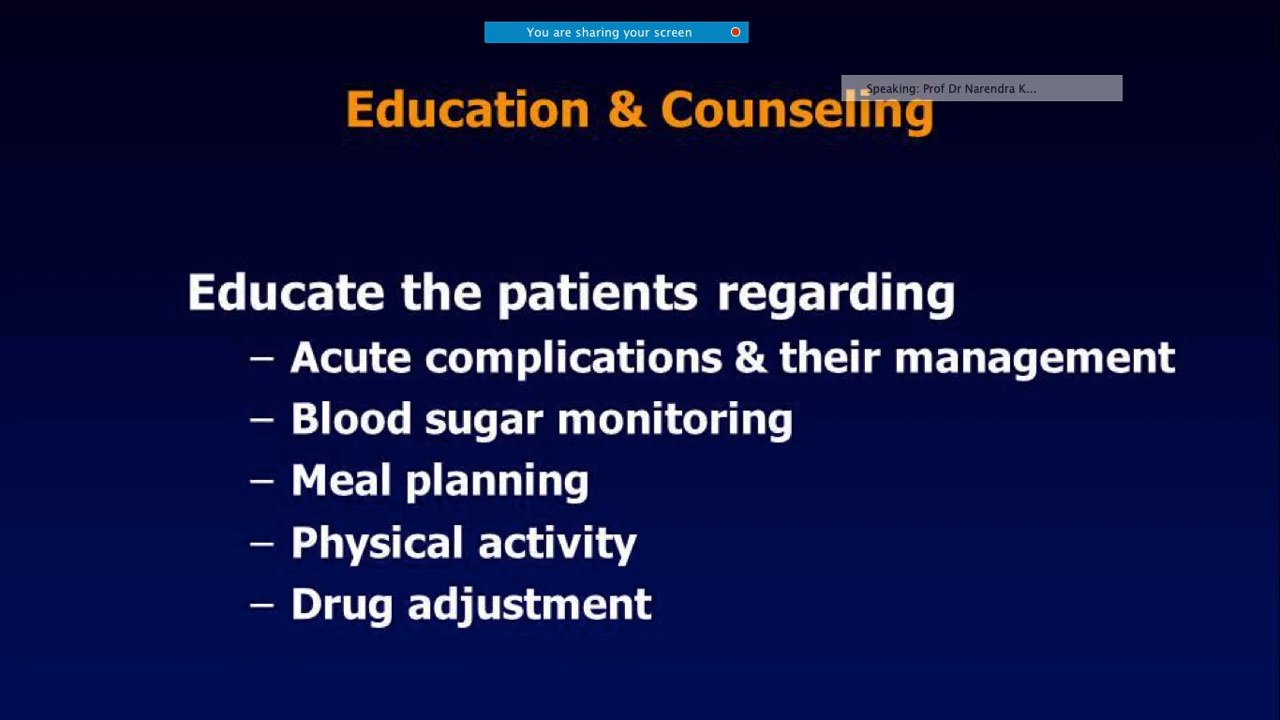 You are sharing your screen
Speaking: Prof Dr Narendra K...
Education & Counseling
Educate the patients regarding
– Acute complications & their management
– Blood sugar monitoring
– Meal planning
– Physical activity
– Drug adjustment